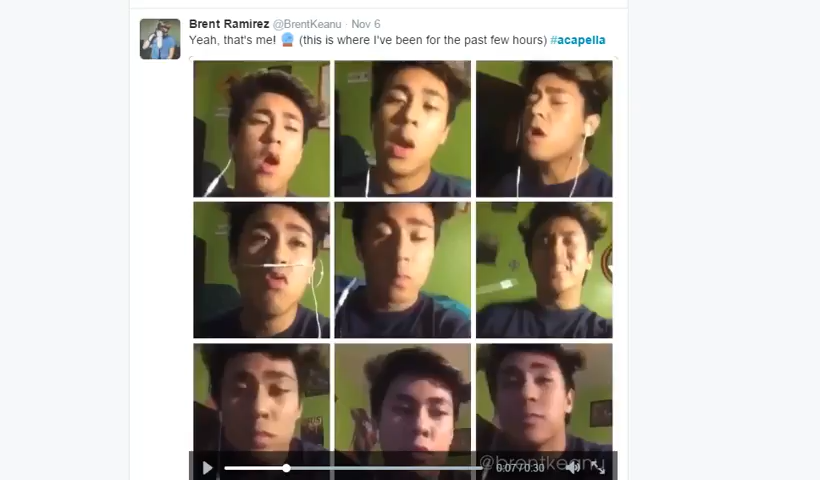 Brent Ramirez @BrentKeanu · Nov 6
Yeah, that's me! 🔮 (this is where I've been for the past few hours) #acapella
@brentkeanu
0:07/0:30